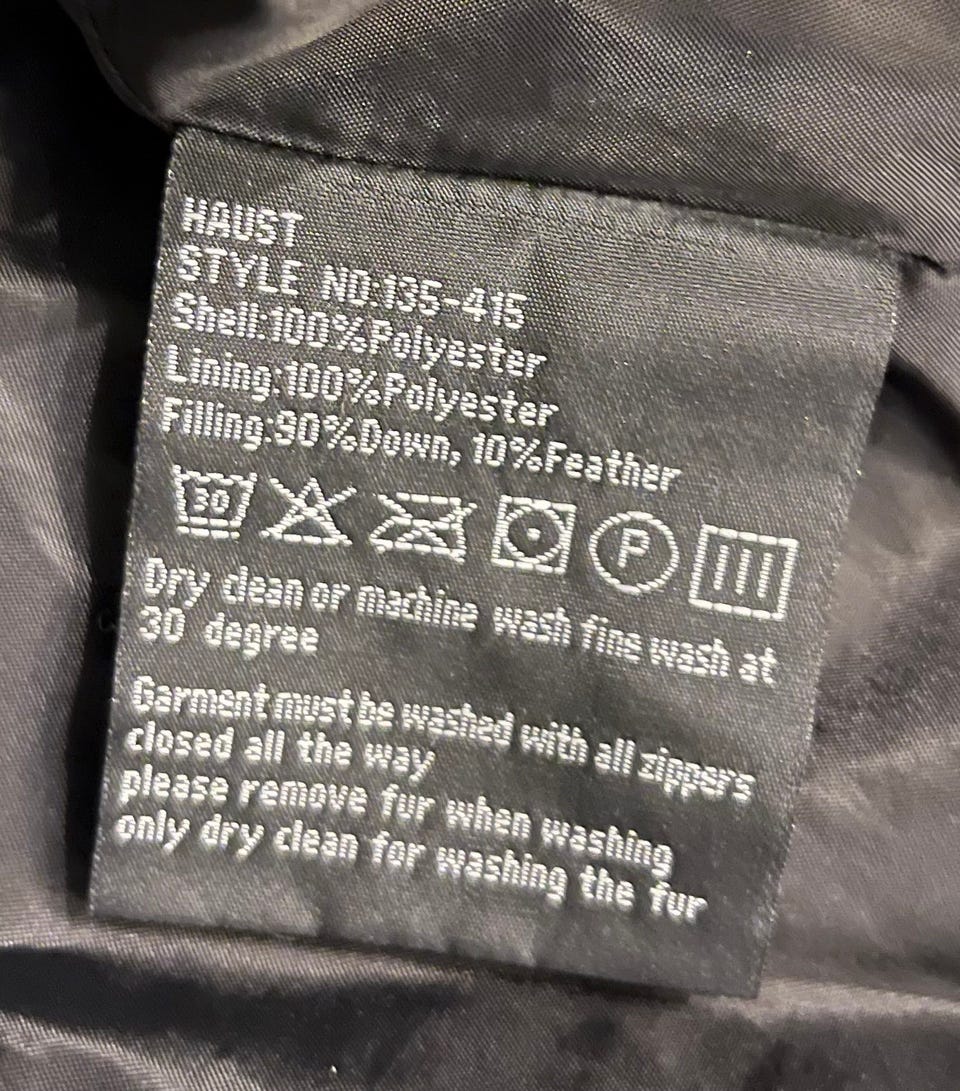 HAUST
STYLE NO:135-415
Shell:100%Polyester
Lining:100%Polyester
Filling:90%Down, 10%Feather
30 P
Dry clean or machine wash fine wash at
30 degree
Garment must be washed with all zippers
closed all the way
please remove fur when washing
only dry clean for washing the fur